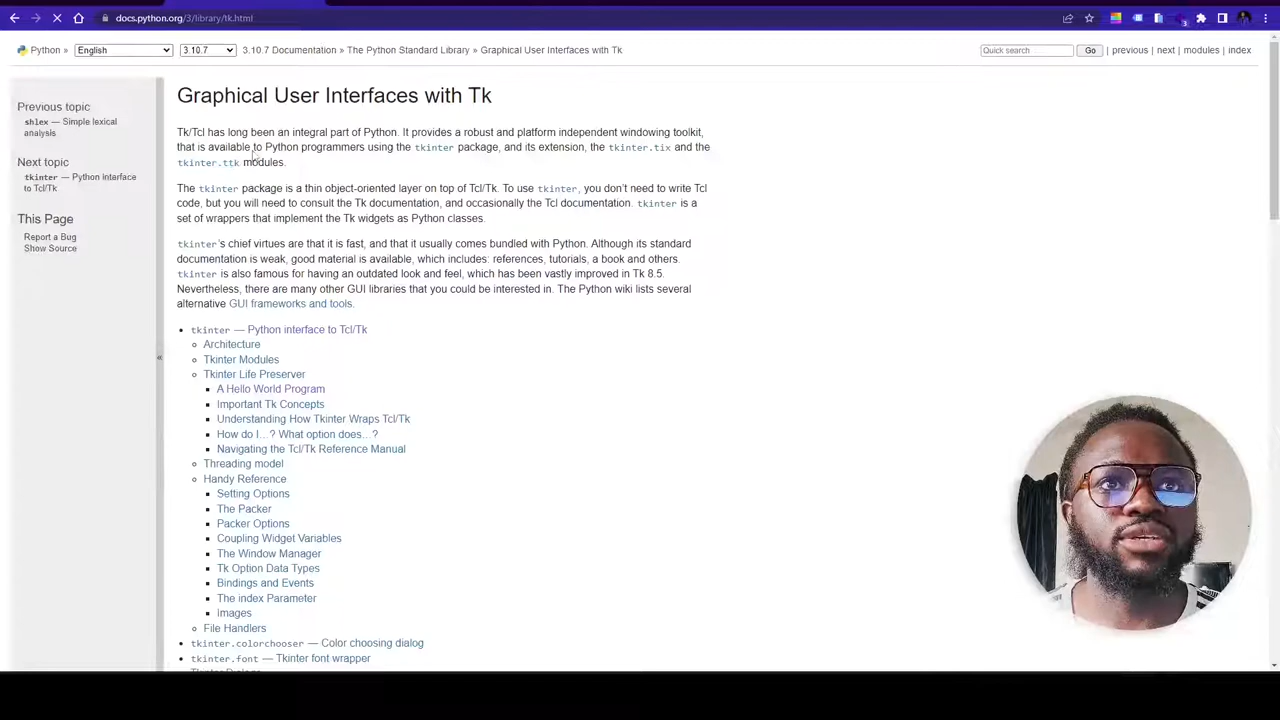 docs.python.org/3/library/tk.html
Python » English 3.10.7 3.10.7 Documentation » The Python Standard Library » Graphical User Interfaces with Tk Quick search Go | previous | next | modules | index
Previous topic
shlex — Simple lexical
analysis
Next topic
tkinter — Python interface
to Tcl/Tk
This Page
Report a Bug
Show Source
«
Graphical User Interfaces with Tk
Tk/Tcl has long been an integral part of Python. It provides a robust and platform independent windowing toolkit,
that is available to Python programmers using the tkinter package, and its extension, the tkinter.tix and the
tkinter.ttk modules.
The tkinter package is a thin object-oriented layer on top of Tcl/Tk. To use tkinter, you don't need to write Tcl
code, but you will need to consult the Tk documentation, and occasionally the Tcl documentation. tkinter is a
set of wrappers that implement the Tk widgets as Python classes.
tkinter's chief virtues are that it is fast, and that it usually comes bundled with Python. Although its standard
documentation is weak, good material is available, which includes: references, tutorials, a book and others.
tkinter is also famous for having an outdated look and feel, which has been vastly improved in Tk 8.5.
Nevertheless, there are many other GUI libraries that you could be interested in. The Python wiki lists several
alternative GUI frameworks and tools.
tkinter — Python interface to Tcl/Tk
Architecture
Tkinter Modules
Tkinter Life Preserver
A Hello World Program
Important Tk Concepts
Understanding How Tkinter Wraps Tcl/Tk
How do I…? What option does…?
Navigating the Tcl/Tk Reference Manual
Threading model
Handy Reference
Setting Options
The Packer
Packer Options
Coupling Widget Variables
The Window Manager
Tk Option Data Types
Bindings and Events
The index Parameter
Images
File Handlers
tkinter.colorchooser — Color choosing dialog
tkinter.font — Tkinter font wrapper